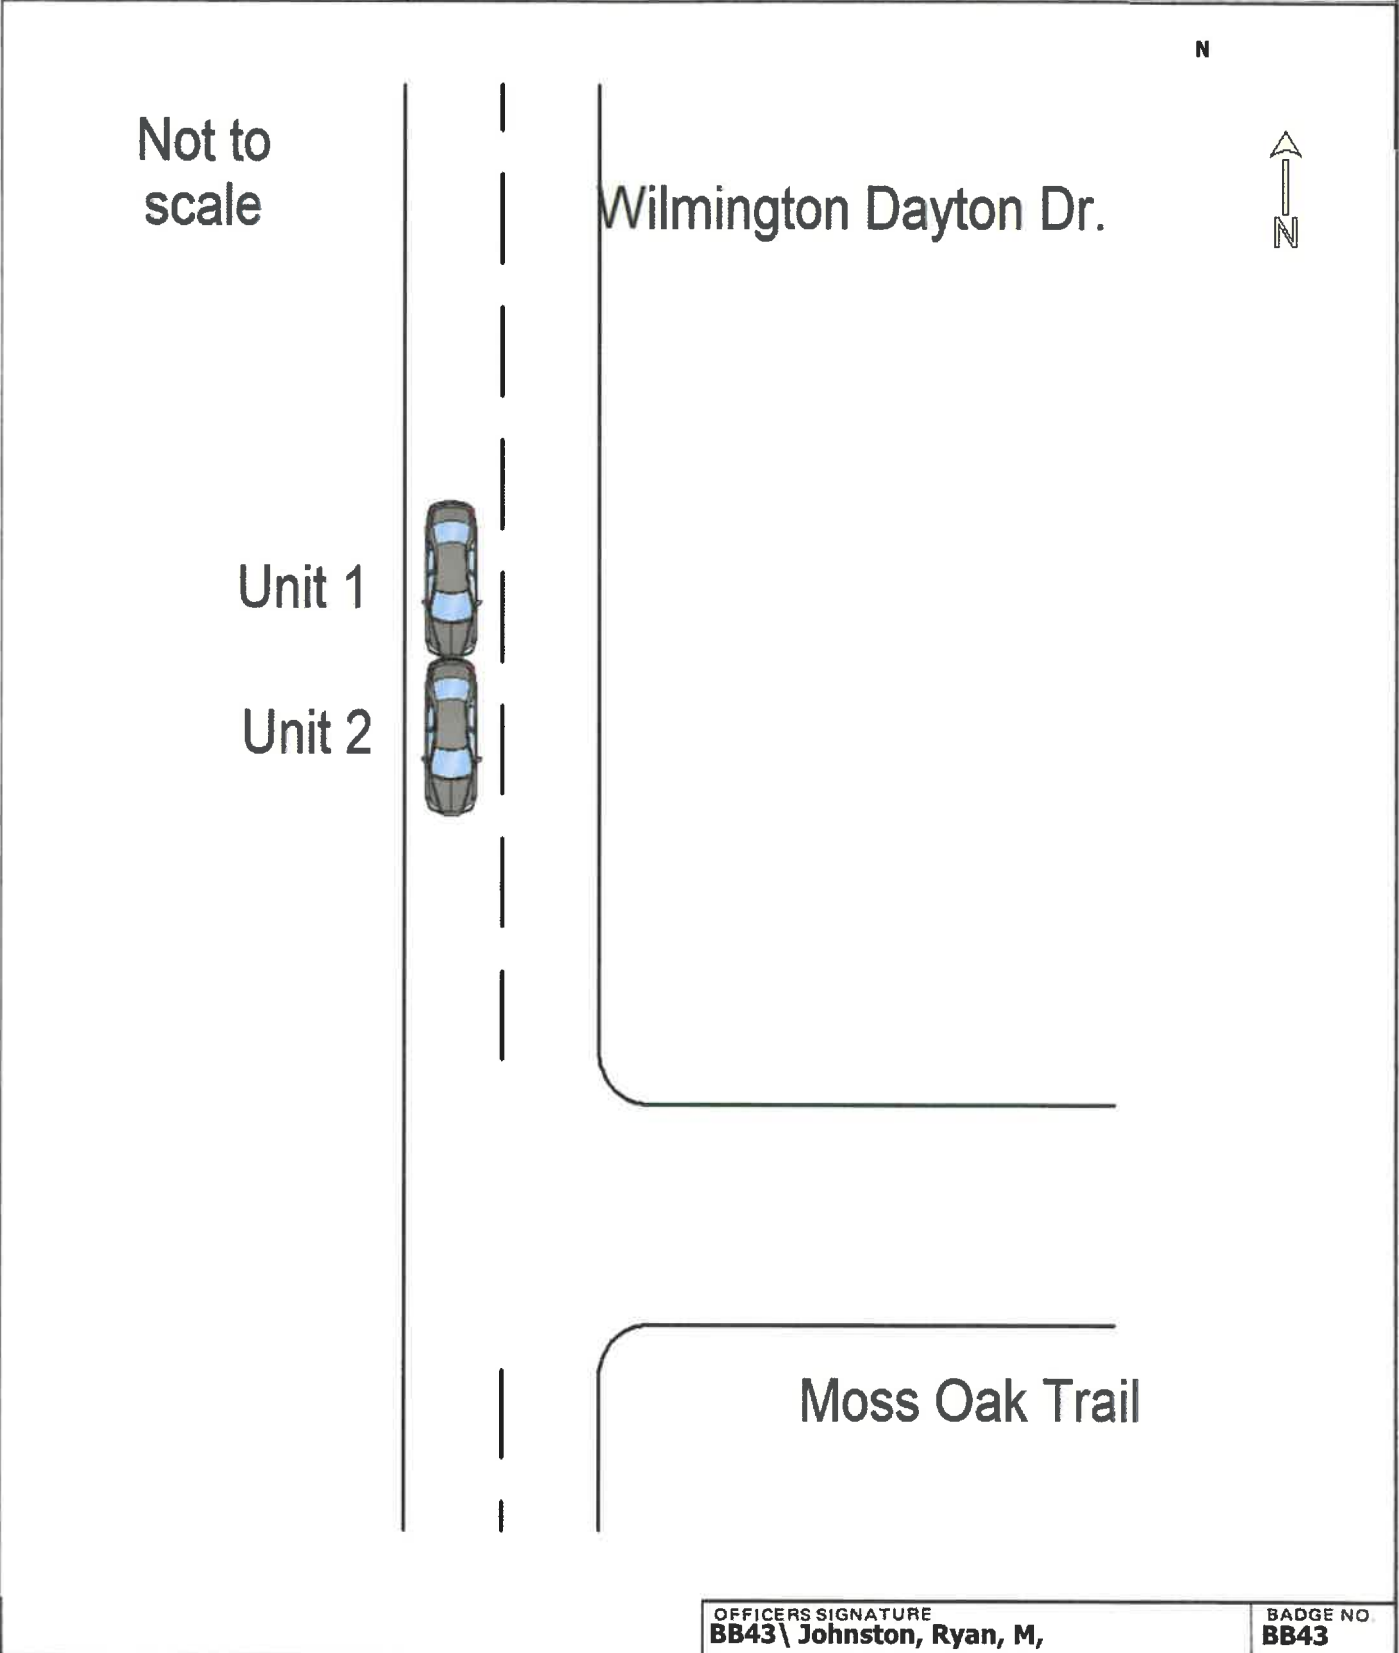 N
Not to
scale
Wilmington Dayton Dr.
N
Unit 1
Unit 2
Moss Oak Trail
OFFICERS SIGNATURE
BB43\ Johnston, Ryan, M,
BADGE NO.
BB43